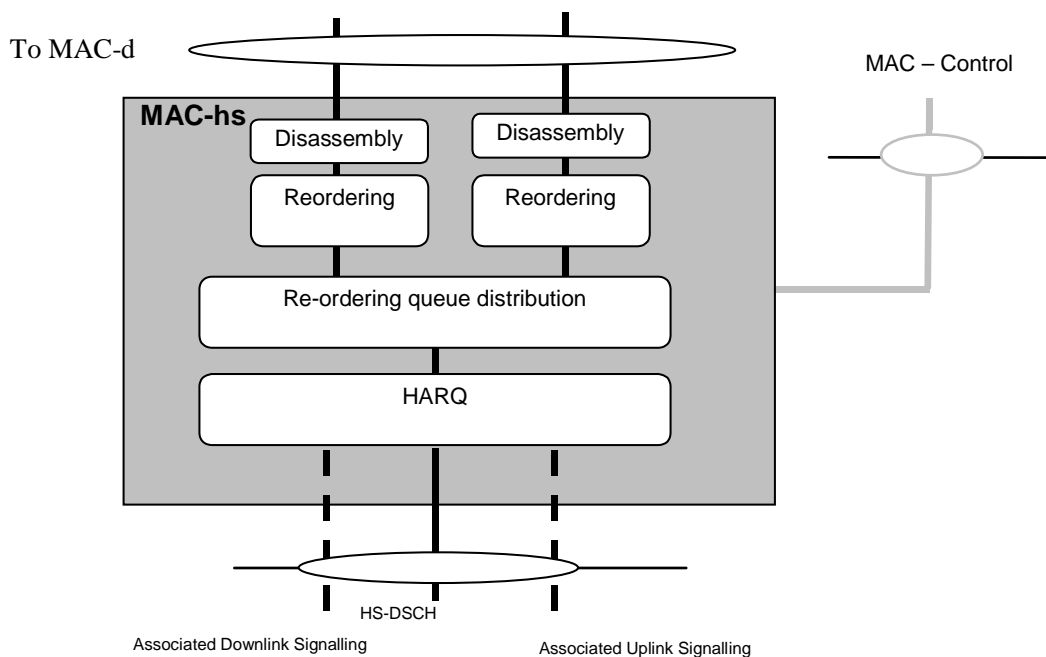 To MAC-d
MAC – Control
MAC-hs
Disassembly
Disassembly
Reordering
Reordering
Re-ordering queue distribution
HARQ
HS-DSCH
Associated Downlink Signalling
Associated Uplink Signalling